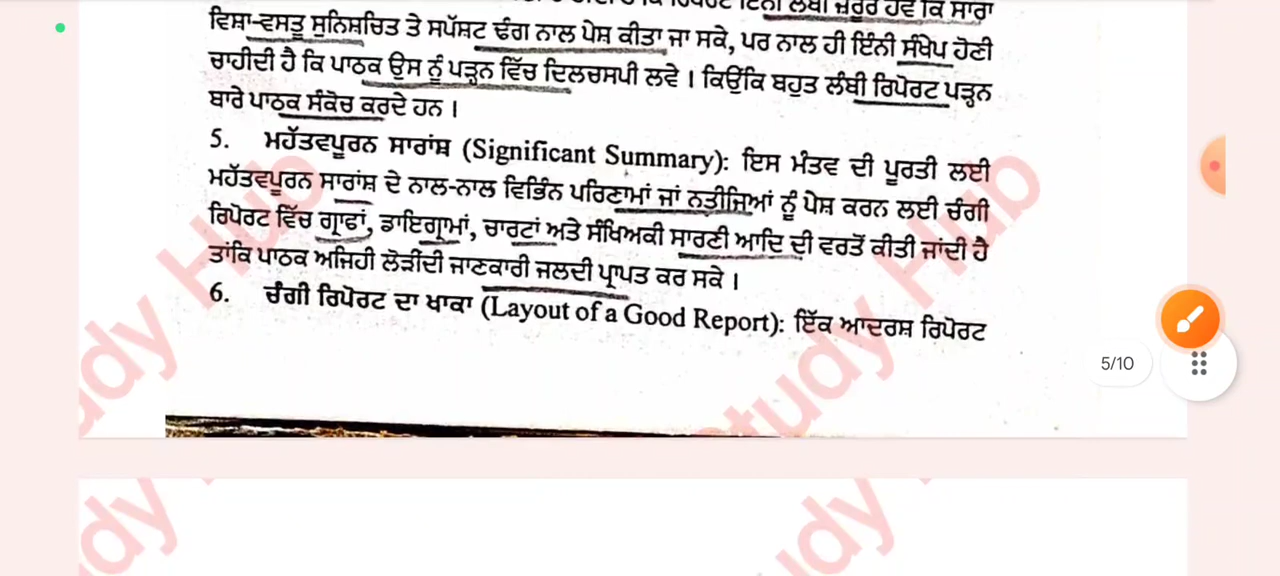 ਇੰਨੀ ਲੰਬੀ ਜ਼ਰੂਰ ਹੋਵੇ ਕਿ ਸਾਰਾ
ਵਿਸ਼ਾ-ਵਸਤੂ ਸੁਨਿਸ਼ਚਿਤ ਤੇ ਸਪੱਸ਼ਟ ਢੰਗ ਨਾਲ ਪੇਸ਼ ਕੀਤਾ ਜਾ ਸਕੇ, ਪਰ ਨਾਲ ਹੀ ਇੰਨੀ ਸੰਖੇਪ ਹੋਣੀ
ਚਾਹੀਦੀ ਹੈ ਕਿ ਪਾਠਕ ਉਸ ਨੂੰ ਪੜ੍ਹਨ ਵਿੱਚ ਦਿਲਚਸਪੀ ਲਵੇ । ਕਿਉਂਕਿ ਬਹੁਤ ਲੰਬੀ ਰਿਪੋਰਟ ਪੜ੍ਹਨ
ਬਾਰੇ ਪਾਠਕ ਸੰਕੋਚ ਕਰਦੇ ਹਨ ।
5. ਮਹੱਤਵਪੂਰਨ ਸਾਰਾਂਸ਼ (Significant Summary): ਇਸ ਮੰਤਵ ਦੀ ਪੂਰਤੀ ਲਈ
ਮਹੱਤਵਪੂਰਨ ਸਾਰਾਂਸ਼ ਦੇ ਨਾਲ-ਨਾਲ ਵਿਭਿੰਨ ਪਰਿਣਾਮਾਂ ਜਾਂ ਨਤੀਜਿਆਂ ਨੂੰ ਪੇਸ਼ ਕਰਨ ਲਈ ਚੰਗੀ
ਰਿਪੋਰਟ ਵਿੱਚ ਗ੍ਰਾਫਾਂ, ਡਾਇਗ੍ਰਾਮਾਂ, ਚਾਰਟਾਂ ਅਤੇ ਸੰਖਿਅਕੀ ਸਾਰਣੀ ਆਦਿ ਦੀ ਵਰਤੋਂ ਕੀਤੀ ਜਾਂਦੀ ਹੈ
ਤਾਂਕਿ ਪਾਠਕ ਅਜਿਹੀ ਲੋੜੀਂਦੀ ਜਾਣਕਾਰੀ ਜਲਦੀ ਪ੍ਰਾਪਤ ਕਰ ਸਕੇ ।
6. ਚੰਗੀ ਰਿਪੋਰਟ ਦਾ ਖਾਕਾ (Layout of a Good Report): ਇੱਕ ਆਦਰਸ਼ ਰਿਪੋਰਟ
5/10